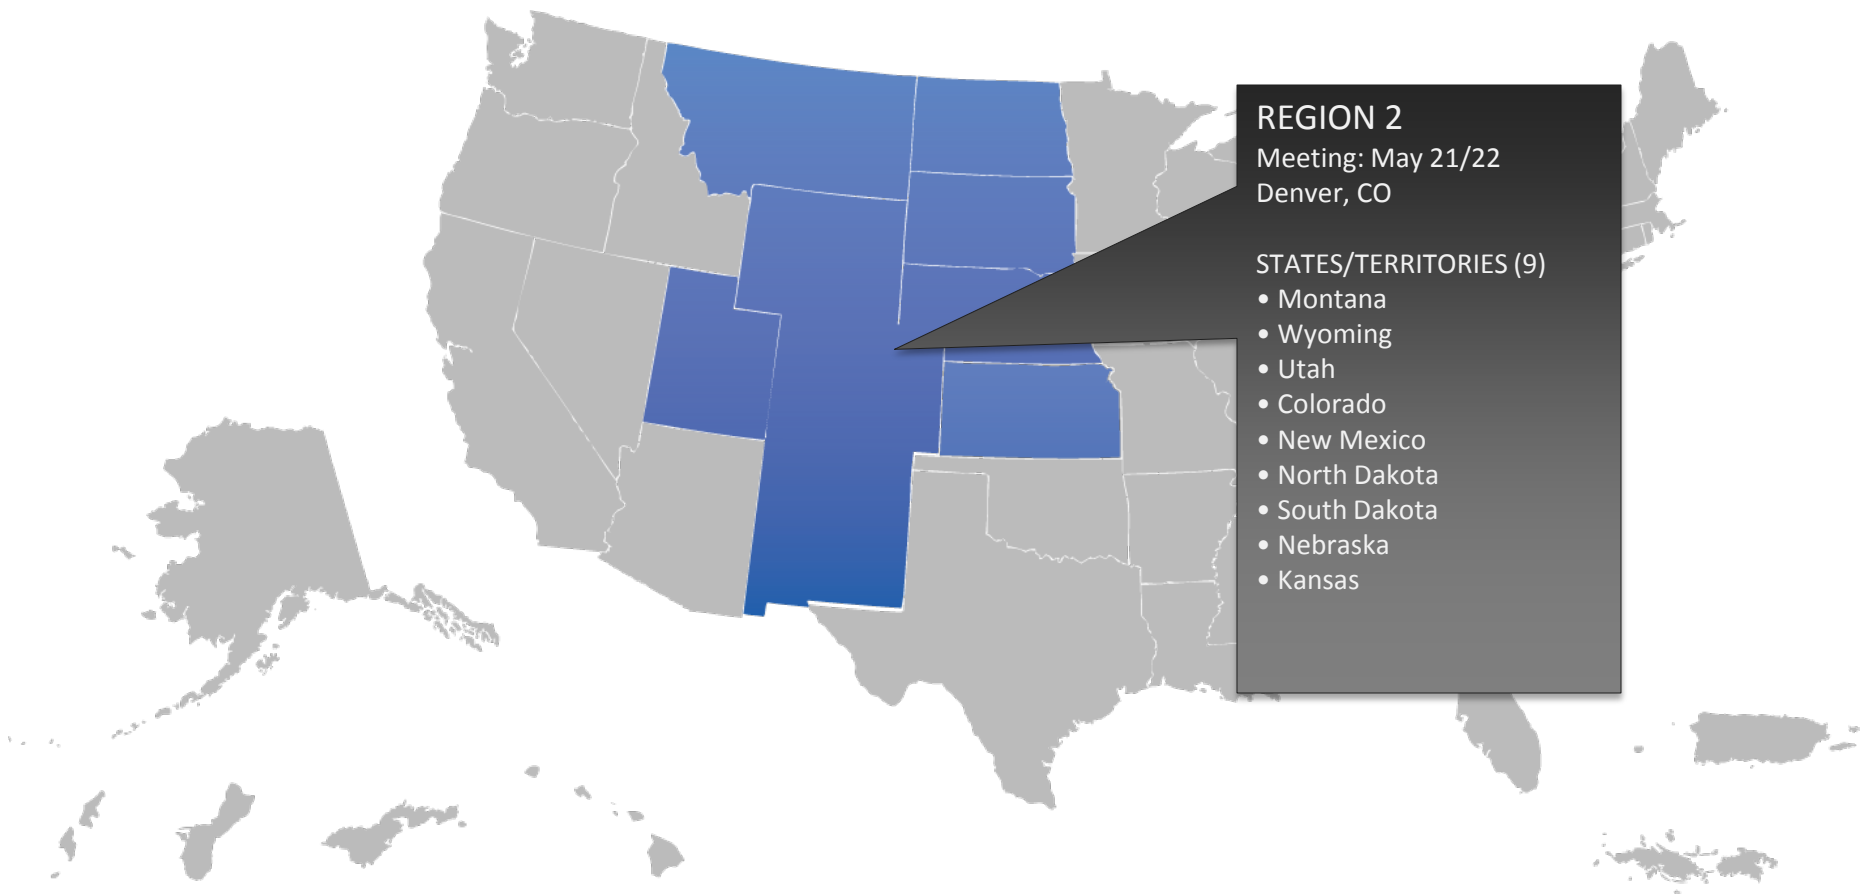 REGION 2
Meeting: May 21/22
Denver, CO
STATES/TERRITORIES (9)
• Montana
• Wyoming
• Utah
• Colorado
• New Mexico
• North Dakota
• South Dakota
• Nebraska
• Kansas